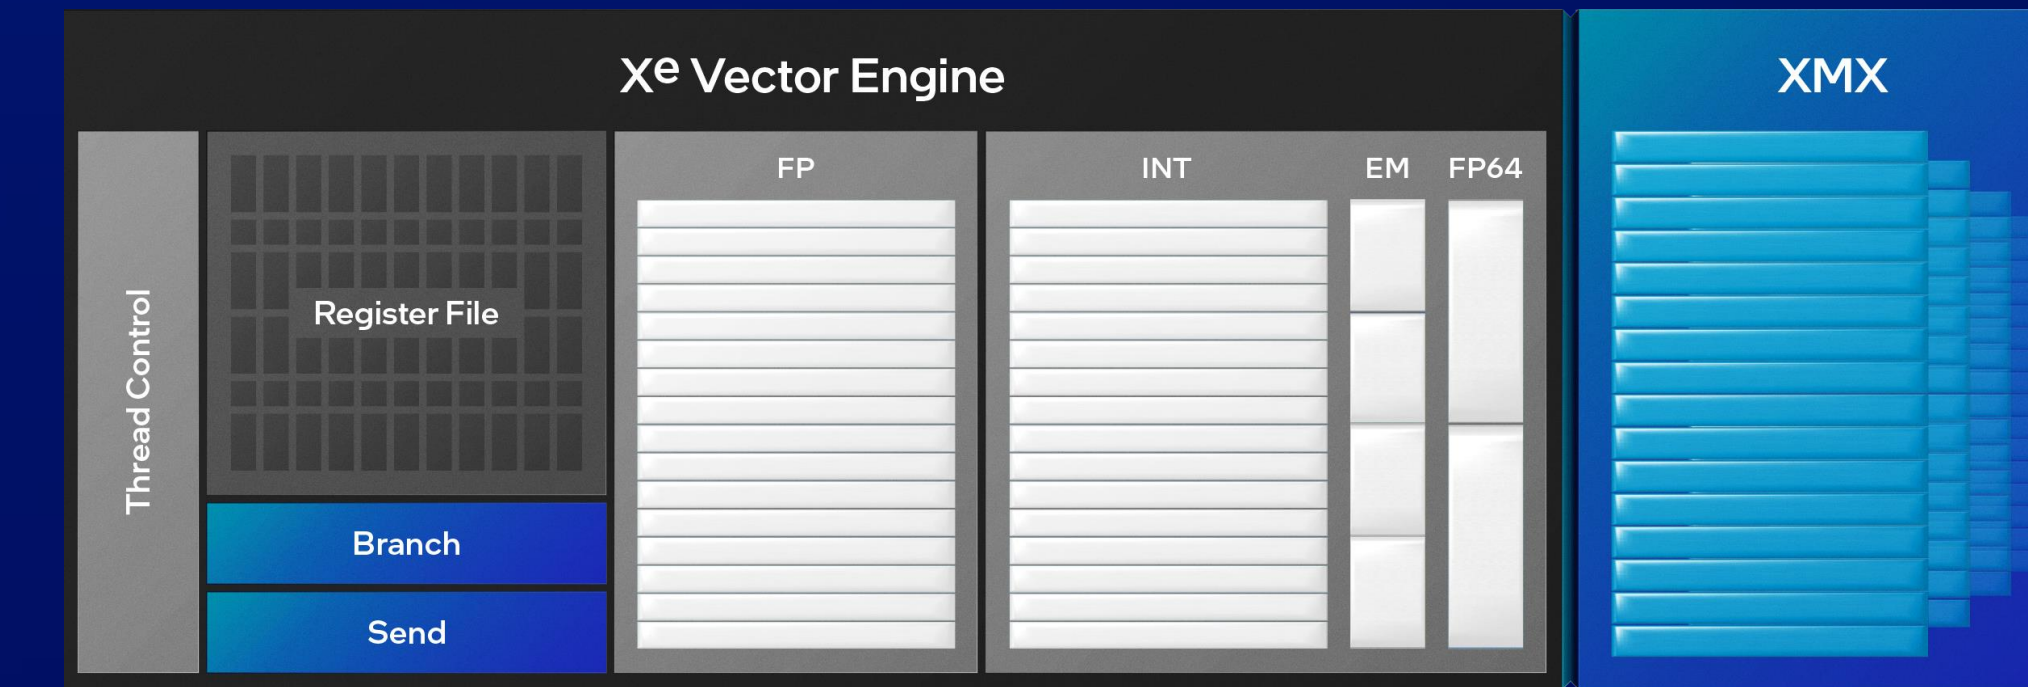 Xe Vector Engine
XMX
Thread Control
Register File
Branch
Send
FP
INT
EM
FP64